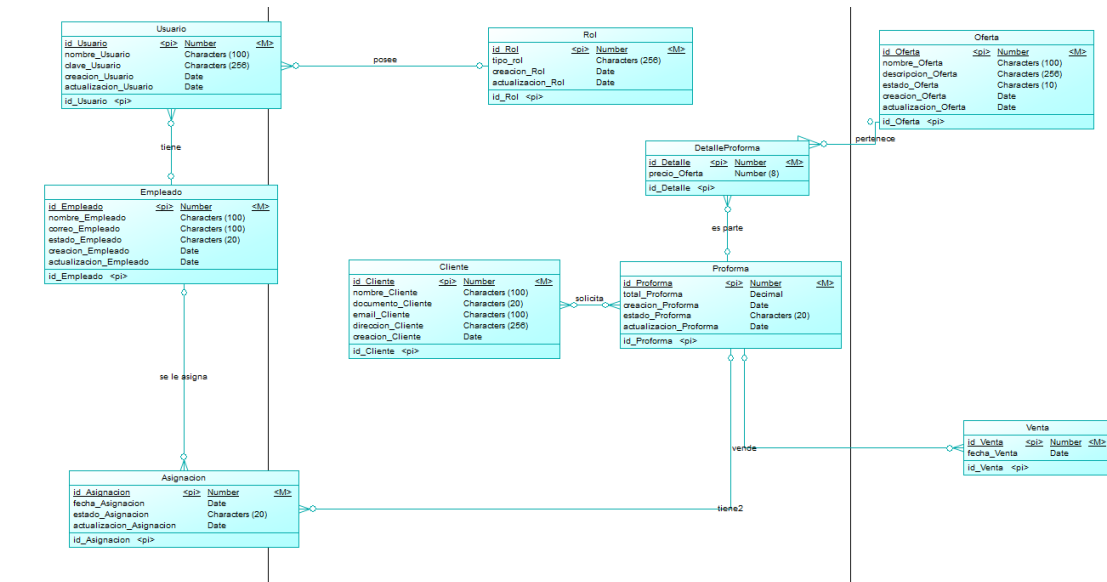 Usuario
id_Usuario <pi> Number <M>
nombre_Usuario Characters (100)
clave_Usuario Characters (256)
creacion_Usuario Date
actualizacion_Usuario Date
id_Usuario <pi>
posee
Rol
id_Rol <pi> Number <M>
tipo_rol Characters (256)
creacion_Rol Date
actualizacion_Rol Date
id_Rol <pi>
Oferta
id_Oferta <pi> Number <M>
nombre_Oferta Characters (100)
descripcion_Oferta Characters (256)
estado_Oferta Characters (10)
creacion_Oferta Date
actualizacion_Oferta Date
id_Oferta <pi>
tiene
pertenece
DetalleProforma
id_Detalle <pi> Number <M>
precio_Oferta Number (8)
id_Detalle <pi>
Empleado
id_Empleado <pi> Number <M>
nombre_Empleado Characters (100)
correo_Empleado Characters (100)
estado_Empleado Characters (20)
creacion_Empleado Date
actualizacion_Empleado Date
id_Empleado <pi>
es parte
Cliente
id_Cliente <pi> Number <M>
nombre_Cliente Characters (100)
documento_Cliente Characters (20)
email_Cliente Characters (100)
direccion_Cliente Characters (256)
creacion_Cliente Date
id_Cliente <pi>
solicita
Proforma
id_Proforma <pi> Number <M>
total_Proforma Decimal
creacion_Proforma Date
estado_Proforma Characters (20)
actualizacion_Proforma Date
id_Proforma <pi>
se le asigna
vende
Venta
id_Venta <pi> Number <M>
fecha_Venta Date
id_Venta <pi>
Asignacion
id_Asignacion <pi> Number <M>
fecha_Asignacion Date
estado_Asignacion Characters (20)
actualizacion_Asignacion Date
id_Asignacion <pi>
tiene2